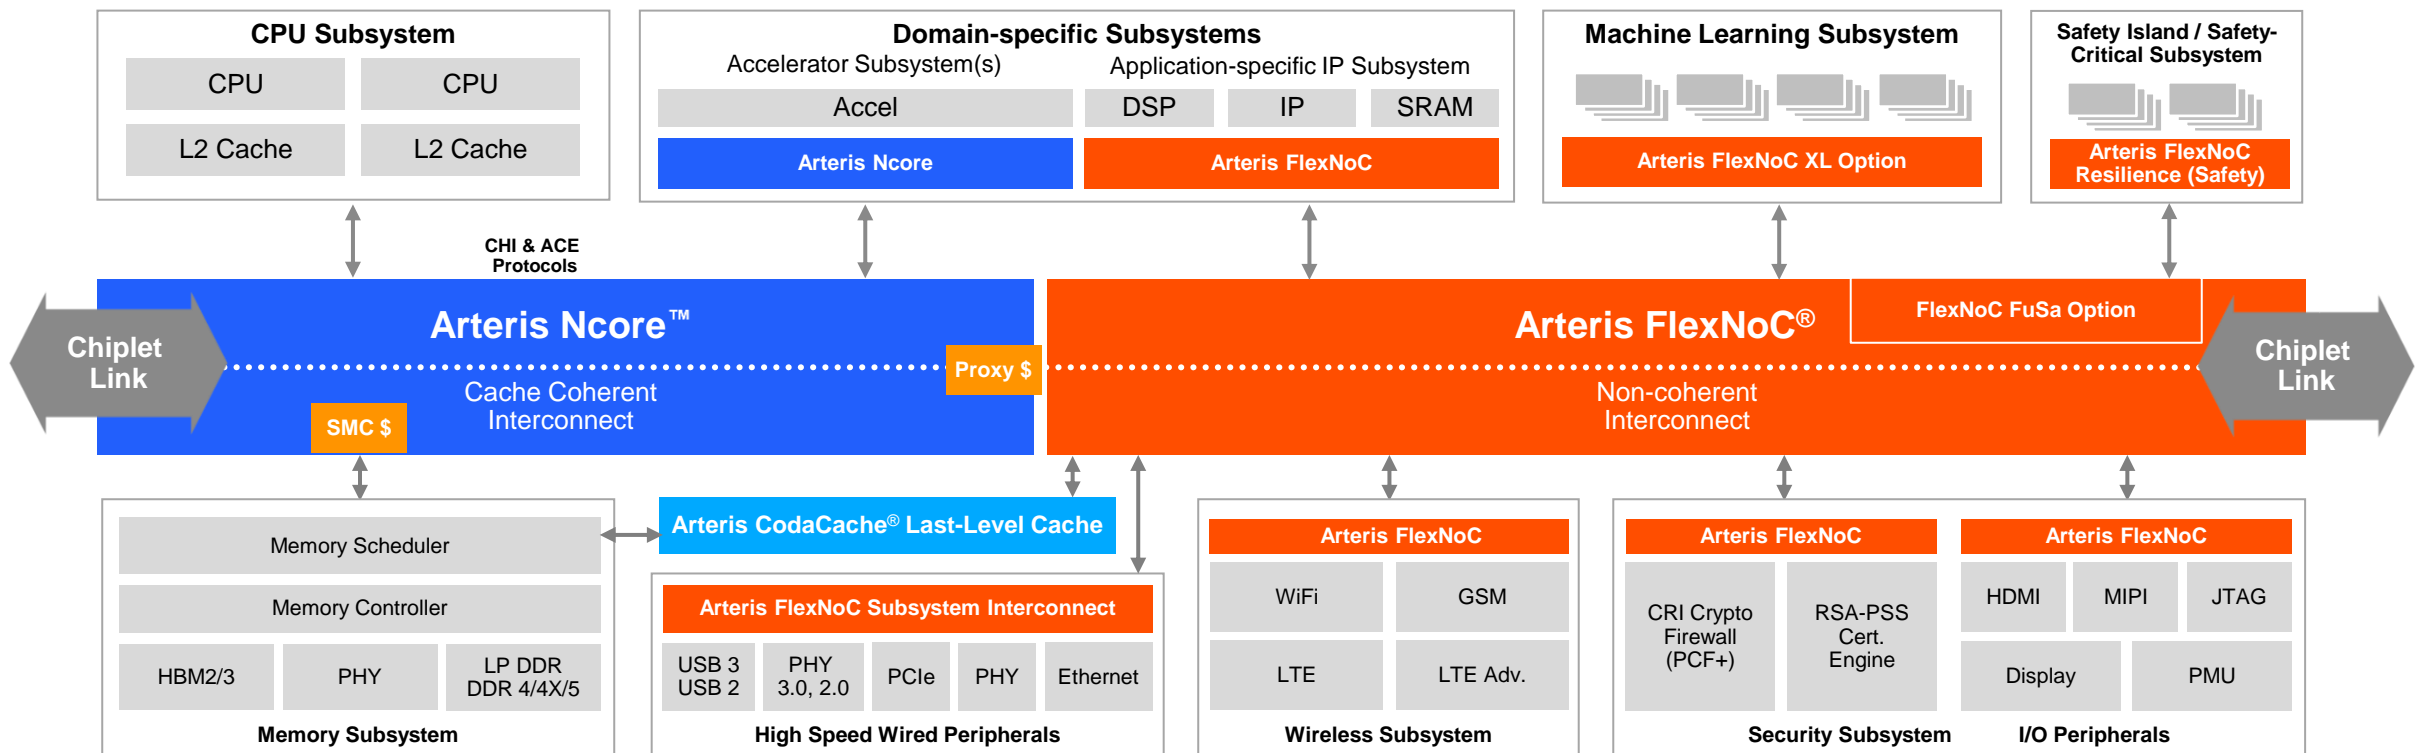 CPU Subsystem
CPU
CPU
L2 Cache
L2 Cache
Domain-specific Subsystems
Accelerator Subsystem(s)
Application-specific IP Subsystem
Accel
DSP
IP
SRAM
Arteris Ncore
Arteris FlexNoC
Machine Learning Subsystem
Arteris FlexNoC XL Option
Safety Island / Safety-
Critical Subsystem
Arteris FlexNoC
Resilience (Safety)
CHI & ACE
Protocols
Chiplet
Link
Arteris Ncore™
Cache Coherent
Interconnect
SMC $
Proxy $
Arteris FlexNoC®
FlexNoC FuSa Option
Non-coherent
Interconnect
Chiplet
Link
Memory Scheduler
Memory Controller
HBM2/3
PHY
LP DDR
DDR 4/4X/5
Memory Subsystem
Arteris CodaCache® Last-Level Cache
Arteris FlexNoC Subsystem Interconnect
USB 3
USB 2
PHY
3.0, 2.0
PCIe
PHY
Ethernet
High Speed Wired Peripherals
Arteris FlexNoC
WiFi
GSM
LTE
LTE Adv.
Wireless Subsystem
Arteris FlexNoC
CRI Crypto
Firewall
(PCF+)
RSA-PSS
Cert.
Engine
Security Subsystem
Arteris FlexNoC
HDMI
MIPI
JTAG
Display
PMU
I/O Peripherals